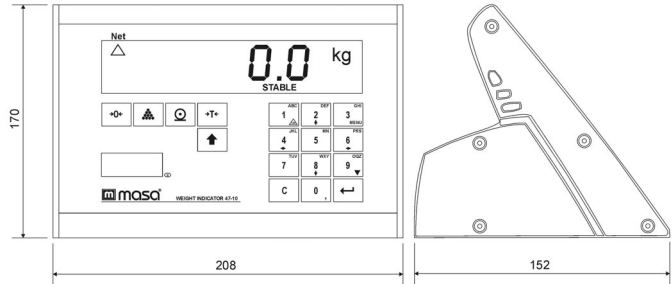 Net
0.0 kg
STABLE
→0← →T←
ABC DEF GHI
1 2 3
MENU
JKL MN PRS
4 5 6
TUV WXY OQZ
7 8 9
C 0 ,
m masa WEIGHT INDICATOR 47-10
170
208
152